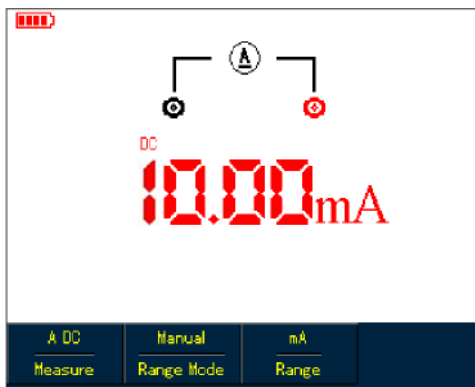 A
DC
10.00mA
A DC Manual mA
Measure Range Mode Range